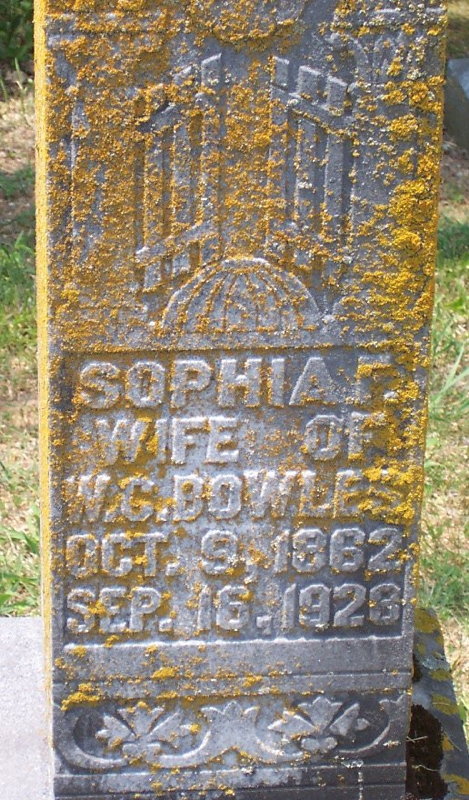 SOPHIA. F.
WIFE OF
W. C. BOWLES
OCT. 9. 1862
SEP. 16. 1928